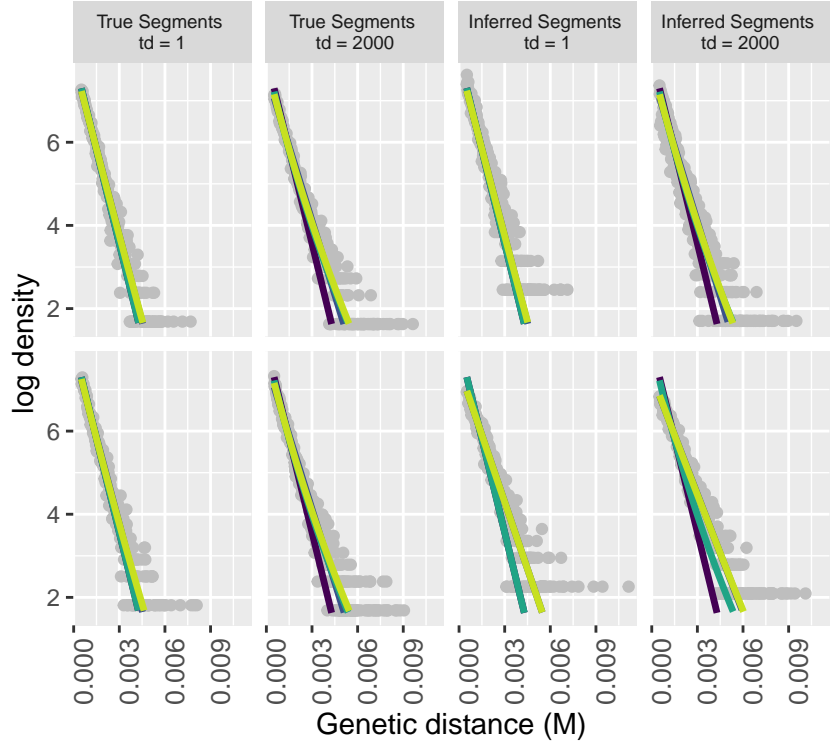 True Segments
td = 1
True Segments
td = 2000
Inferred Segments
td = 1
Inferred Segments
td = 2000
log density
6
4
2
6
4
2
0.000
0.003
0.006
0.009
0.000
0.003
0.006
0.009
0.000
0.003
0.006
0.009
0.000
0.003
0.006
0.009
Genetic distance (M)